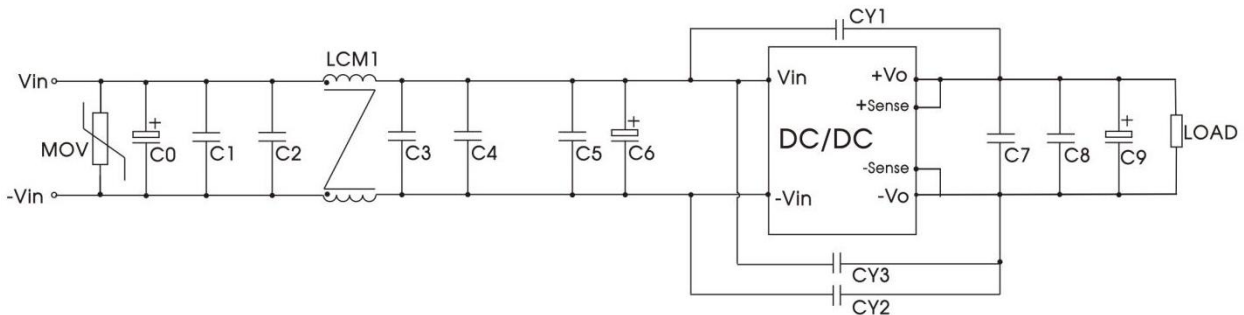 CY1
LCM1
Vin
Vin
+Vo
+Sense
MOV
+
C0
C1
C2
C3
C4
C5
+
C6
DC/DC
C7
C8
+
C9
LOAD
-Sense
-Vin
-Vin
-Vo
CY3
CY2